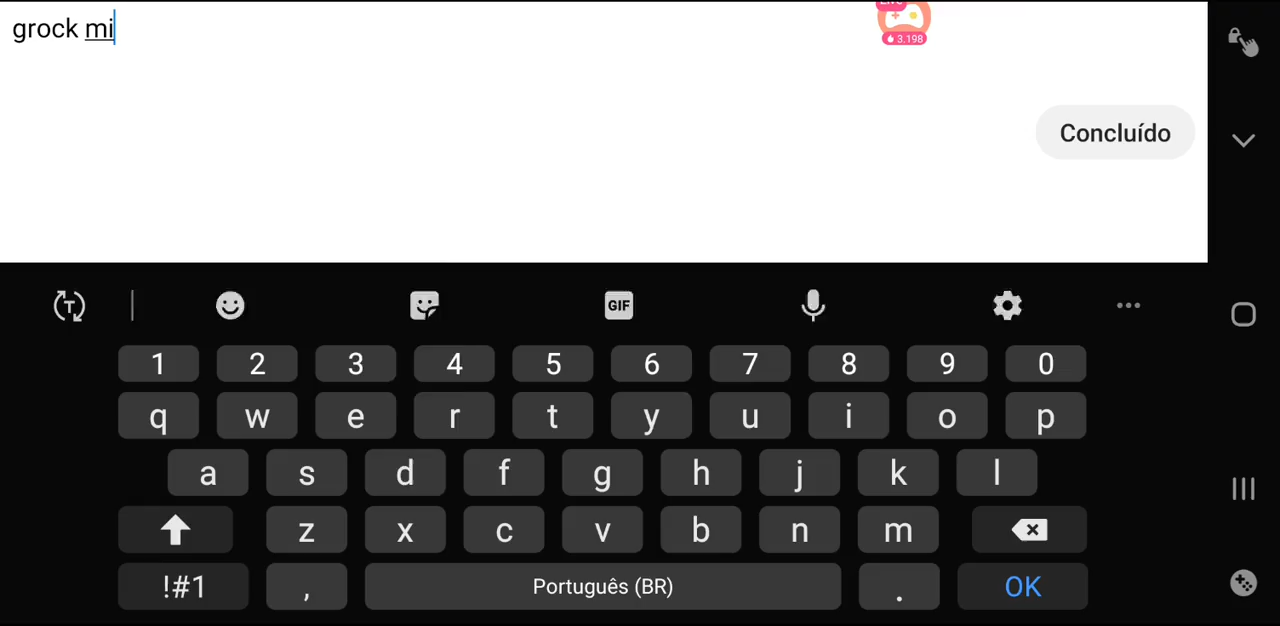 grock mi
LIVE
3.198
Concluído
T
GIF
1 2 3 4 5 6 7 8 9 0
q w e r t y u i o p
a s d f g h j k l
z x c v b n m
!#1 , Português (BR) . OK